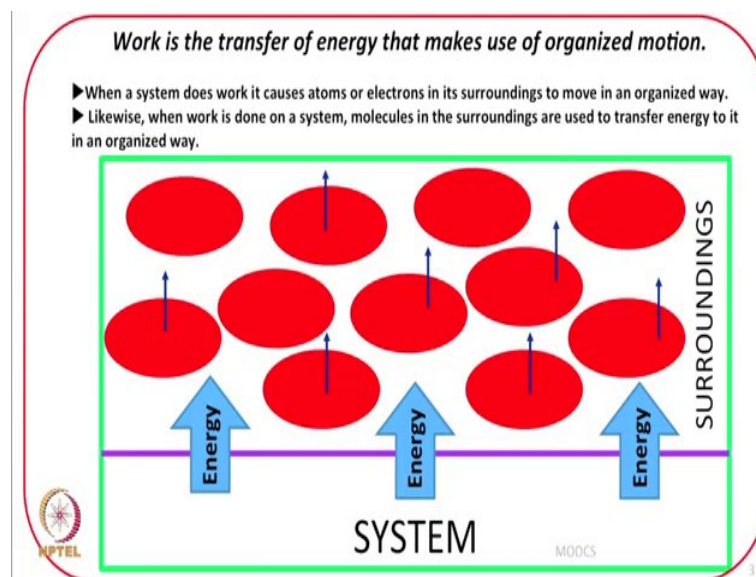 Work is the transfer of energy that makes use of organized motion.
▶When a system does work it causes atoms or electrons in its surroundings to move in an organized way.
▶ Likewise, when work is done on a system, molecules in the surroundings are used to transfer energy to it
in an organized way.
SURROUNDINGS
Energy
Energy
Energy
SYSTEM
NPTEL
MOOCS